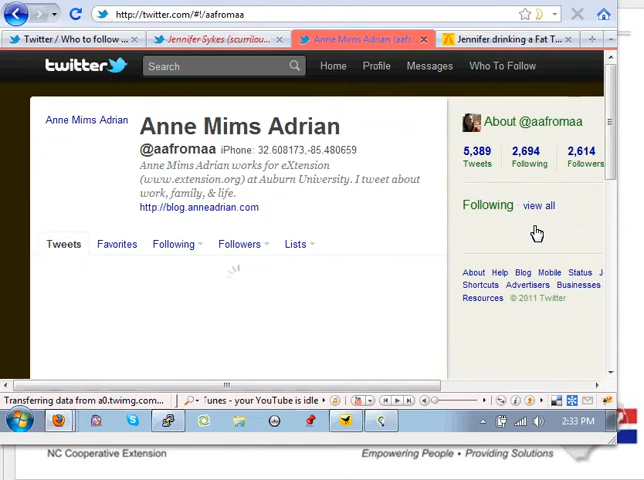 http://twitter.com/#!/aafromaa
Twitter / Who to follow ...
Jennifer Sykes (scurrilou...
Anne Mims Adrian (aafr...
Jennifer drinking a Fat T...
twitter
Search
Home Profile Messages Who To Follow
Anne Mims Adrian
Anne Mims Adrian
@aafromaa iPhone: 32.608173,-85.480659
Anne Mims Adrian works for eXtension
(www.extension.org) at Auburn University. I tweet about
work, family, & life.
http://blog.anneadrian.com
Tweets Favorites Following Followers Lists
About @aafromaa
5,389 2,694 2,614
Tweets Following Followers
Following · view all
About Help Blog Mobile Status J
Shortcuts Advertisers Businesses
Resources © 2011 Twitter
Transferring data from a0.twimg.com...
Tunes - your YouTube is idle
2:33 PM
NC Cooperative Extension
Empowering People • Providing Solutions